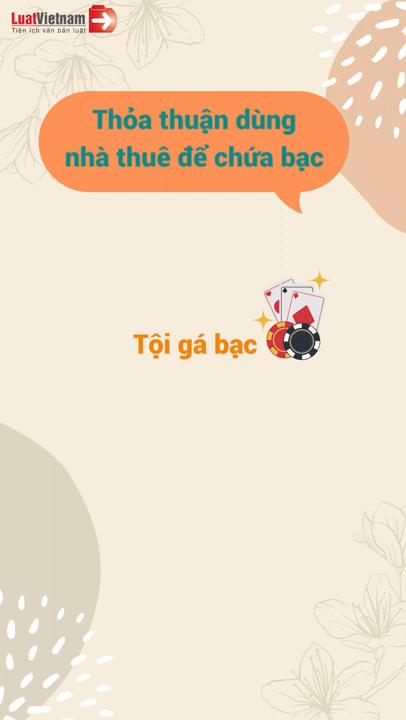 LuatVietnam
Tiện ích văn bản luật
Thỏa thuận dùng
nhà thuê để chứa bạc
Tội gá bạc